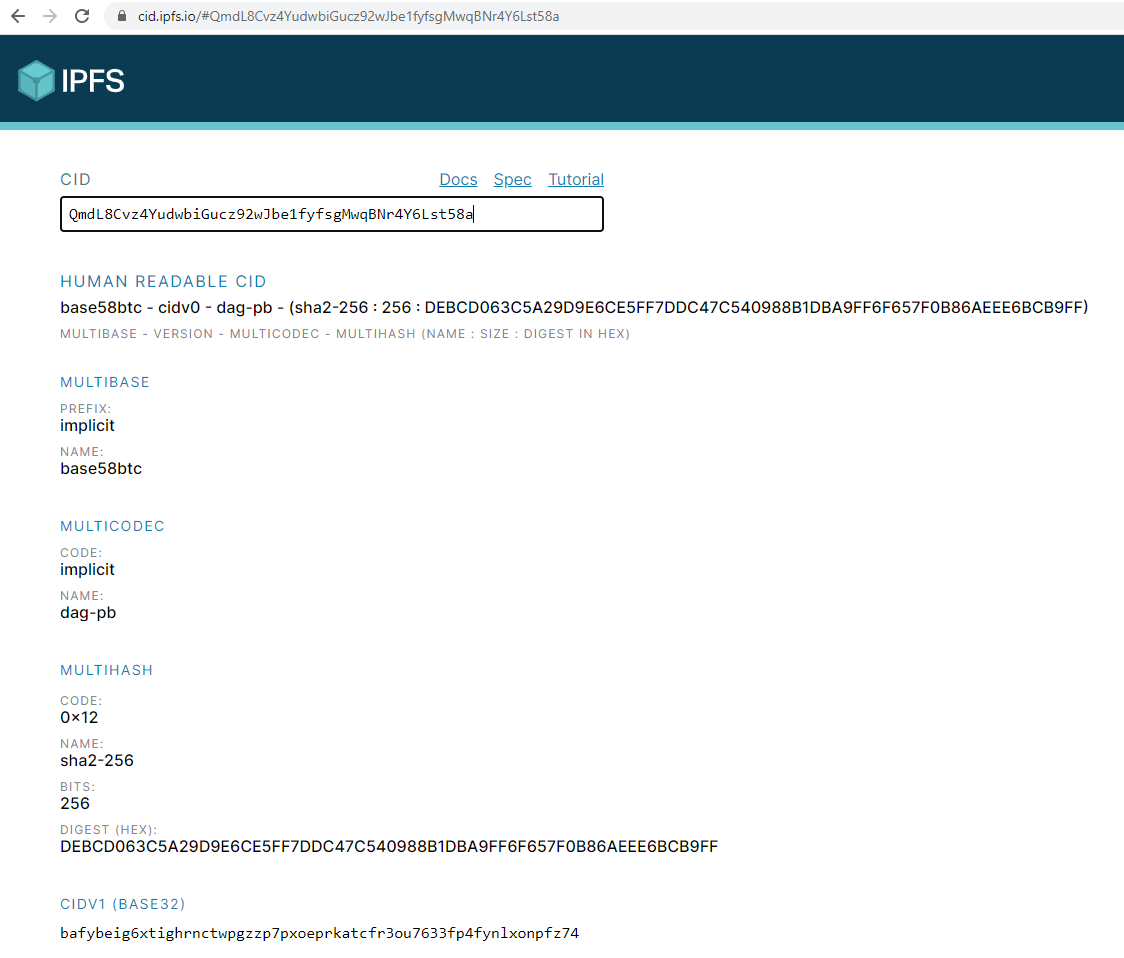 cid.ipfs.io/#QmdL8Cvz4YudwbiGucz92wJbe1fyfsgMwqBNr4Y6Lst58a
IPFS
CID Docs Spec Tutorial
QmdL8Cvz4YudwbiGucz92wJbe1fyfsgMwqBNr4Y6Lst58a
HUMAN READABLE CID
base58btc - cidv0 - dag-pb - (sha2-256 : 256 : DEBCD063C5A29D9E6CE5FF7DDC47C540988B1DBA9FF6F657F0B86AEEE6BCB9FF)
MULTIBASE - VERSION - MULTICODEC - MULTIHASH (NAME : SIZE : DIGEST IN HEX)
MULTIBASE
PREFIX:
implicit
NAME:
base58btc
MULTICODEC
CODE:
implicit
NAME:
dag-pb
MULTIHASH
CODE:
0×12
NAME:
sha2-256
BITS:
256
DIGEST (HEX):
DEBCD063C5A29D9E6CE5FF7DDC47C540988B1DBA9FF6F657F0B86AEEE6BCB9FF
CIDV1 (BASE32)
bafybeig6xtighrnctwpgzzp7pxoeprkatcfr3ou7633fp4fynlxonpfz74